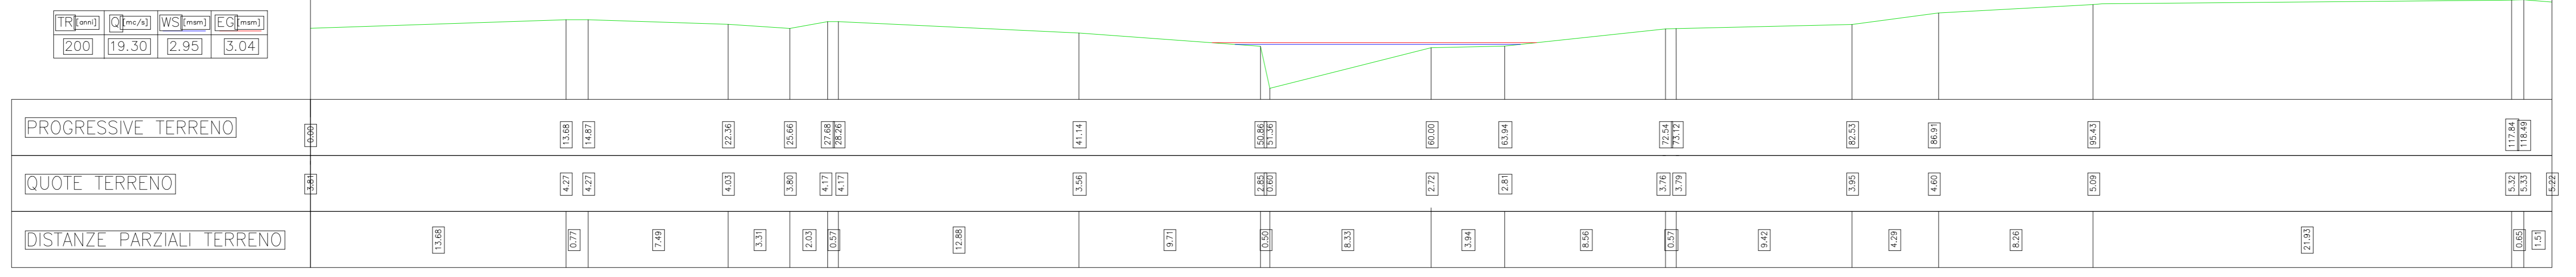 TR [anni] Q [mc/s] WS [msm] EG [msm]
200 19.30 2.95 3.04
PROGRESSIVE TERRENO 0.00 13.68 14.87 22.36 25.66 27.68 28.26 41.14 50.86 51.36 60.00 63.94 72.54 73.12 82.53 86.91 95.43 117.84 118.49
QUOTE TERRENO 3.81 4.27 4.27 4.03 3.80 4.17 4.17 3.56 2.85 0.60 2.72 2.81 3.76 3.79 3.95 4.60 5.09 5.32 5.33 5.22
DISTANZE PARZIALI TERRENO 13.68 0.77 7.49 3.31 2.03 0.57 12.88 9.71 0.50 8.33 3.94 8.56 0.57 9.42 4.29 8.26 21.93 0.65 1.51